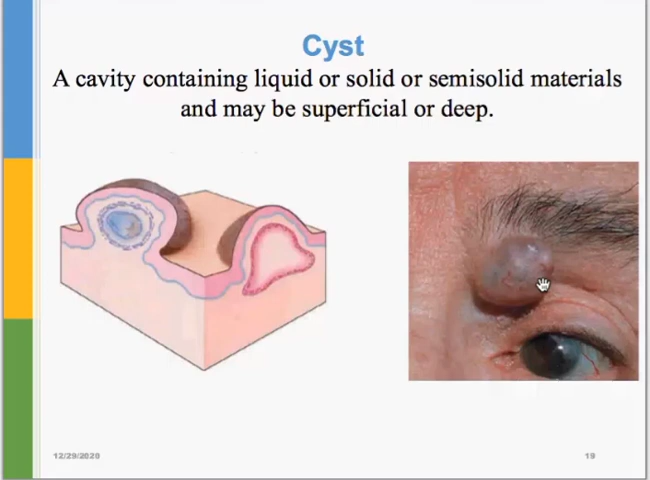 Cyst
A cavity containing liquid or solid or semisolid materials
and may be superficial or deep.
12/29/2020
19